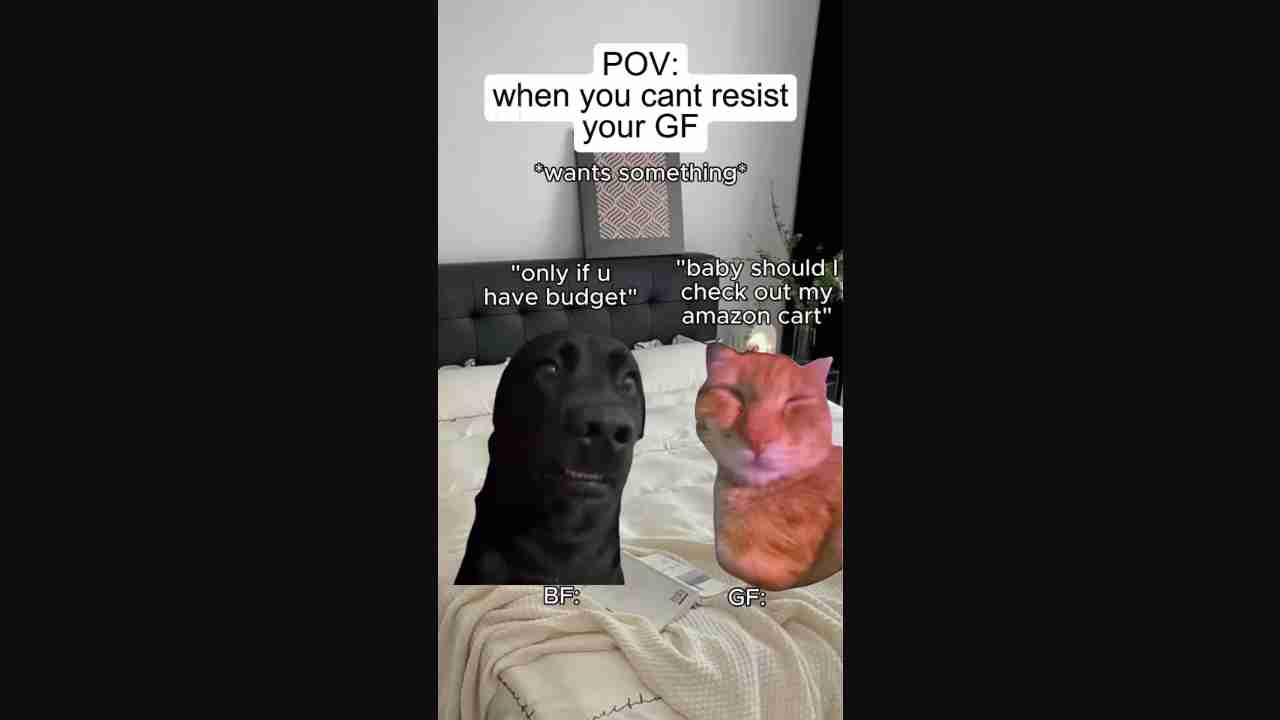 POV:
when you cant resist
your GF
*wants something*
"only if u
have budget"
"baby should I
check out my
amazon cart"
BF:
GF: